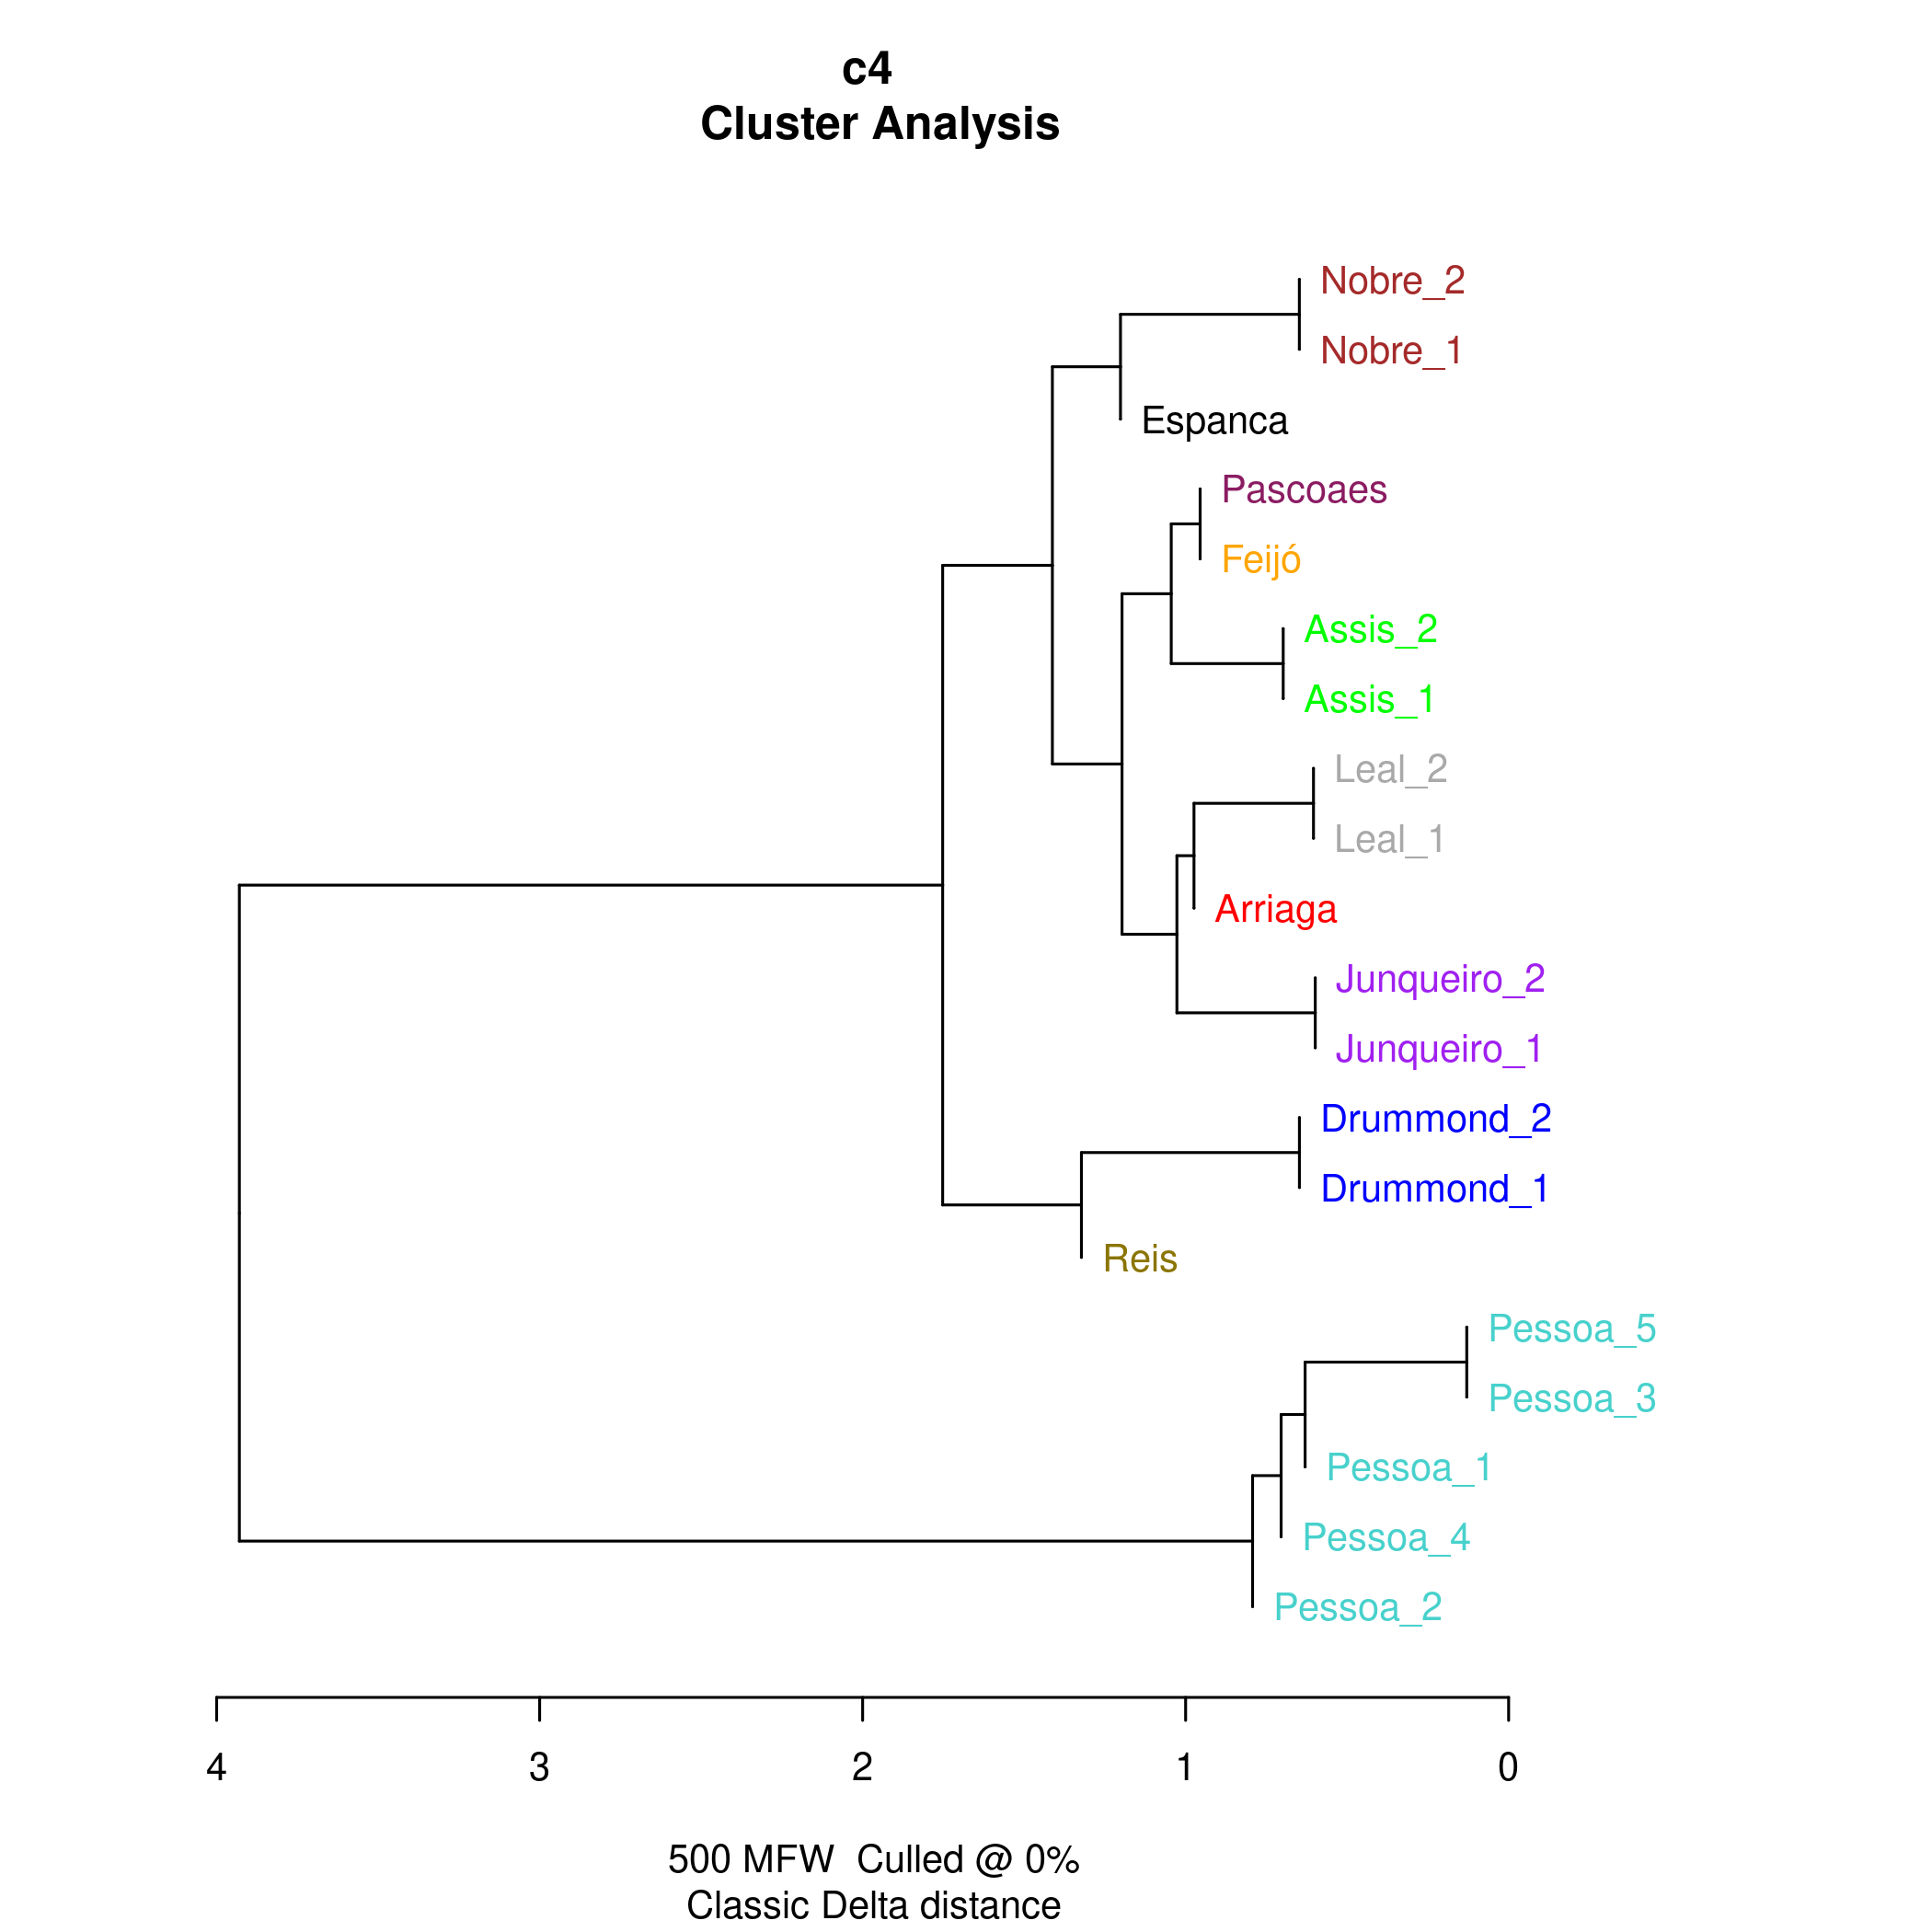 c4
Cluster Analysis
Nobre_2
Nobre_1
Espanca
Pascoaes
Feijó
Assis_2
Assis_1
Leal_2
Leal_1
Arriaga
Junqueiro_2
Junqueiro_1
Drummond_2
Drummond_1
Reis
Pessoa_5
Pessoa_3
Pessoa_1
Pessoa_4
Pessoa_2
4 3 2 1 0
500 MFW  Culled @ 0%
Classic Delta distance